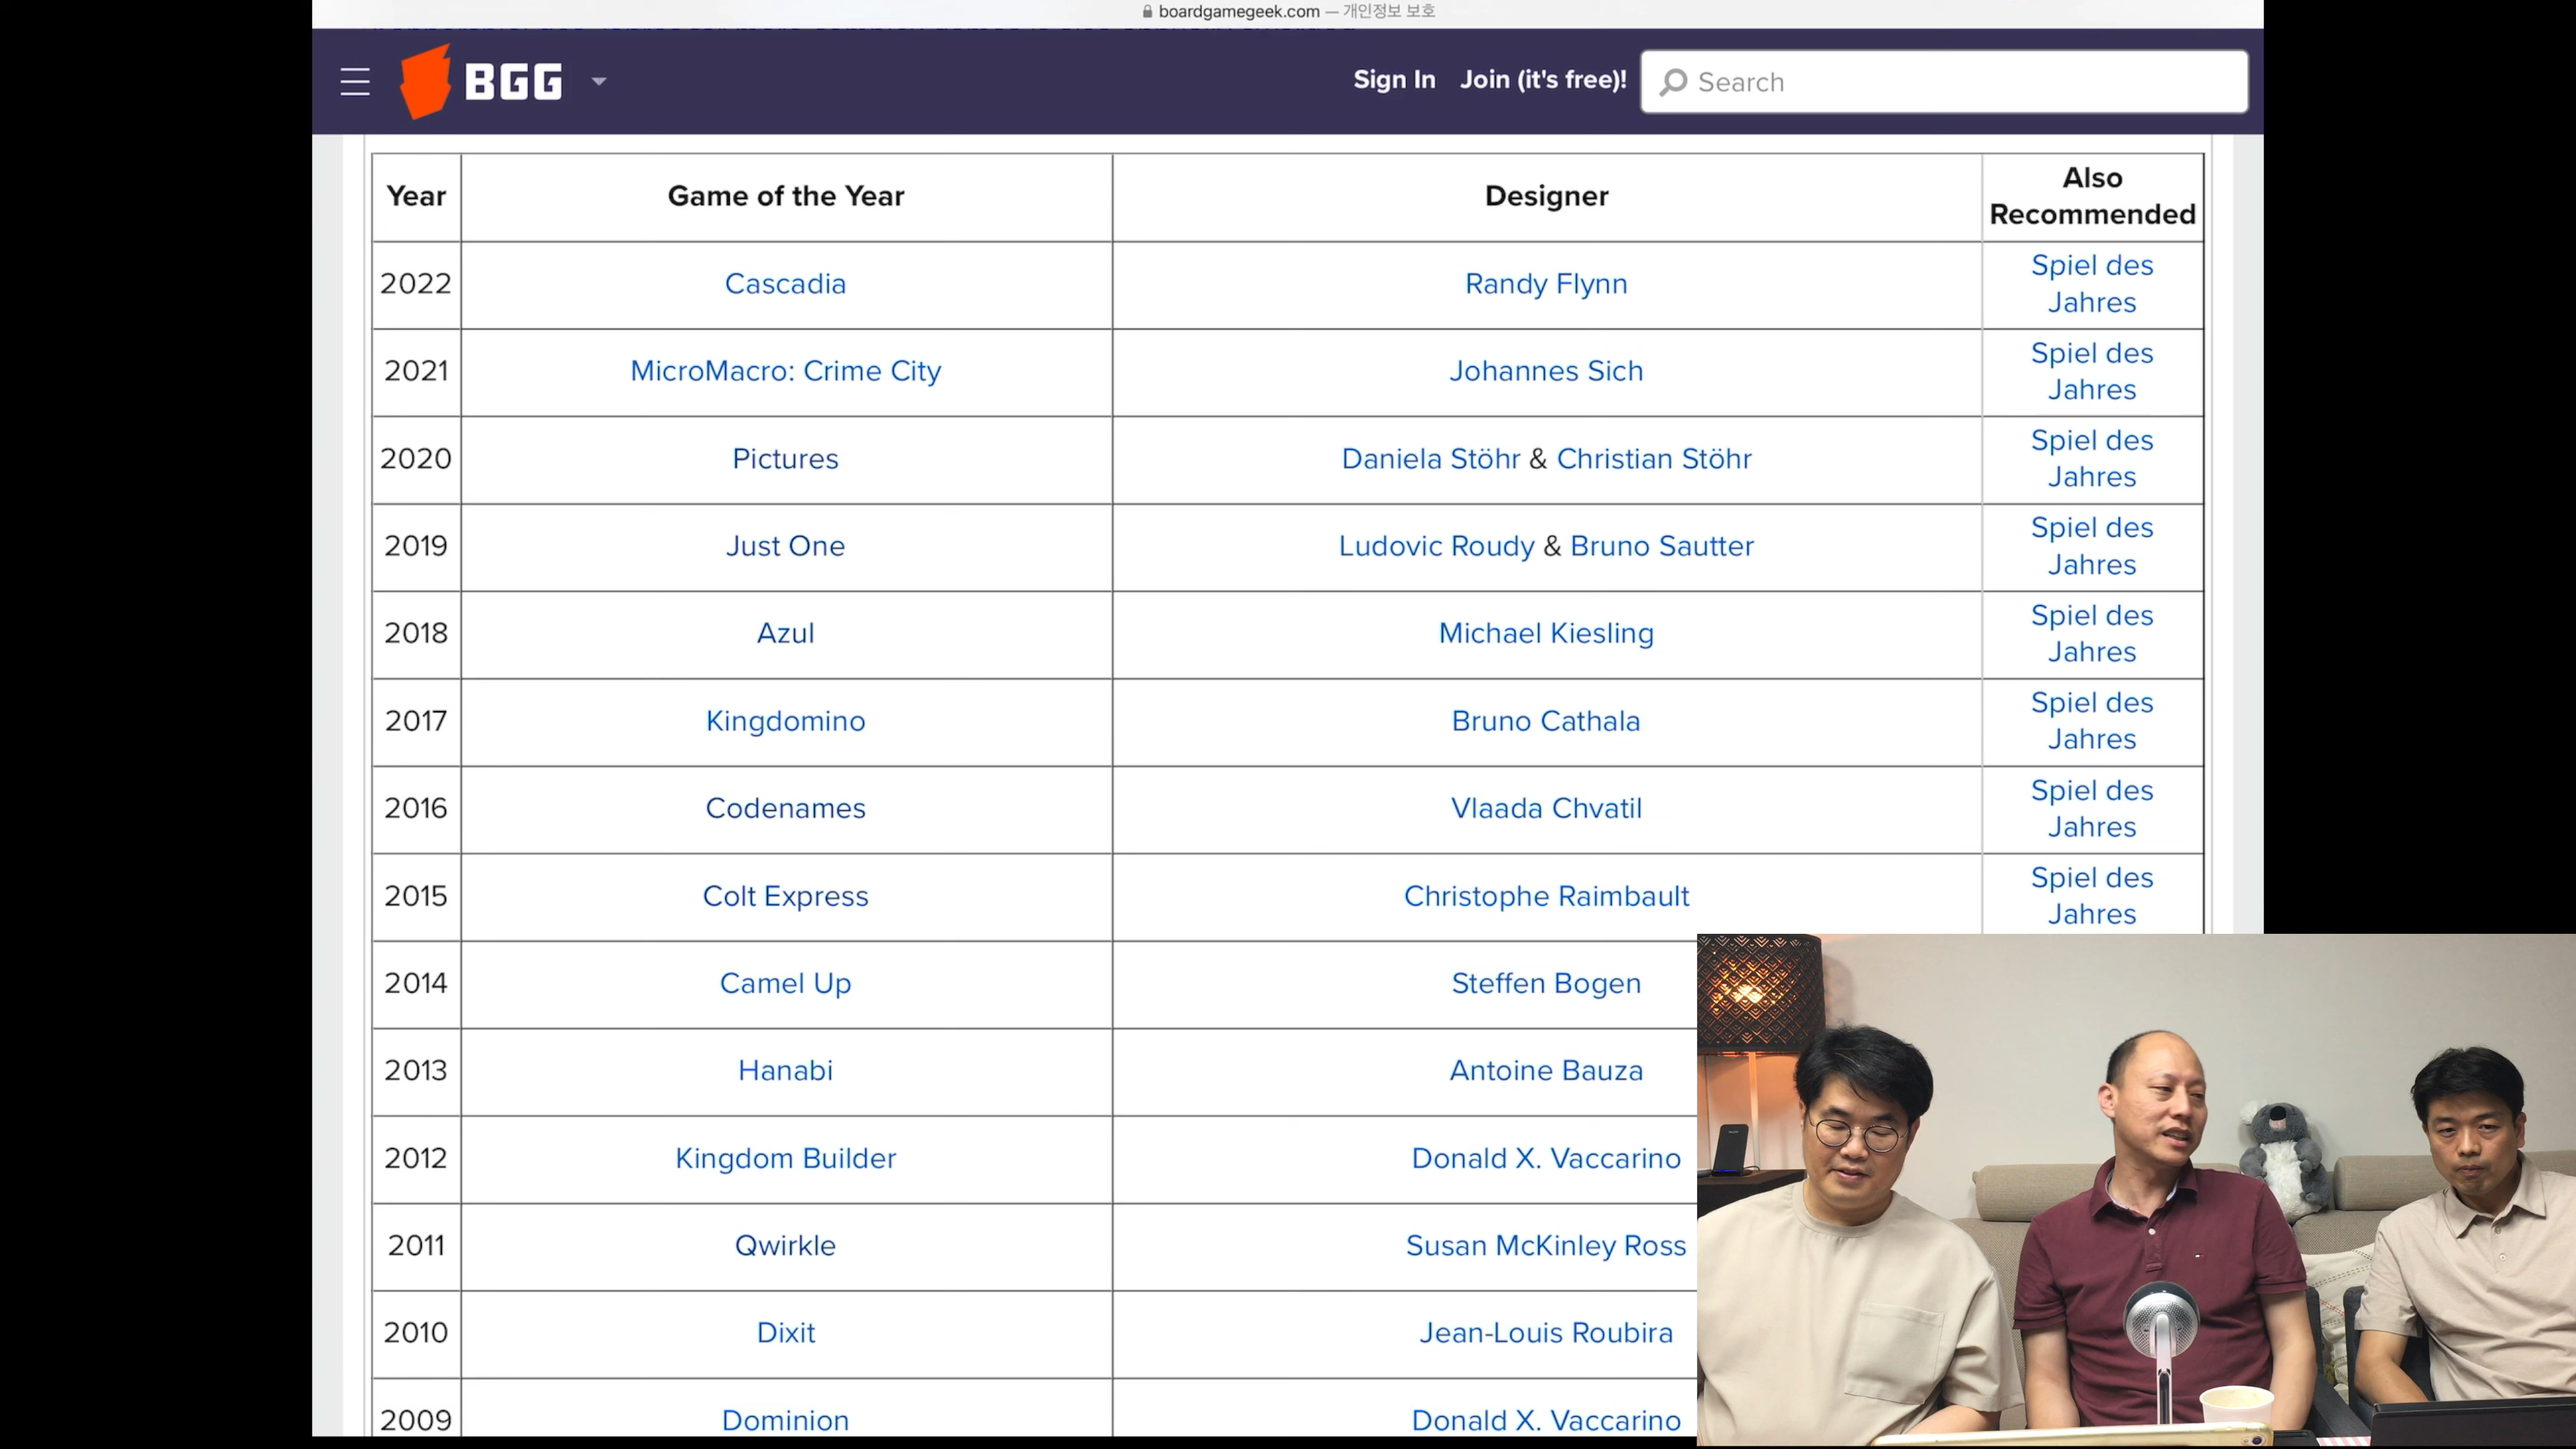 boardgamegeek.com — 개인정보 보호
BGG
Sign In
Join (it's free)!
Search
Year
Game of the Year
Designer
Also
Recommended
2022
Cascadia
Randy Flynn
Spiel des
Jahres
2021
MicroMacro: Crime City
Johannes Sich
Spiel des
Jahres
2020
Pictures
Daniela Stöhr & Christian Stöhr
Spiel des
Jahres
2019
Just One
Ludovic Roudy & Bruno Sautter
Spiel des
Jahres
2018
Azul
Michael Kiesling
Spiel des
Jahres
2017
Kingdomino
Bruno Cathala
Spiel des
Jahres
2016
Codenames
Vlaada Chvatil
Spiel des
Jahres
2015
Colt Express
Christophe Raimbault
Spiel des
Jahres
2014
Camel Up
Steffen Bogen
2013
Hanabi
Antoine Bauza
2012
Kingdom Builder
Donald X. Vaccarino
2011
Qwirkle
Susan McKinley Ross
2010
Dixit
Jean-Louis Roubira
2009
Dominion
Donald X. Vaccarino